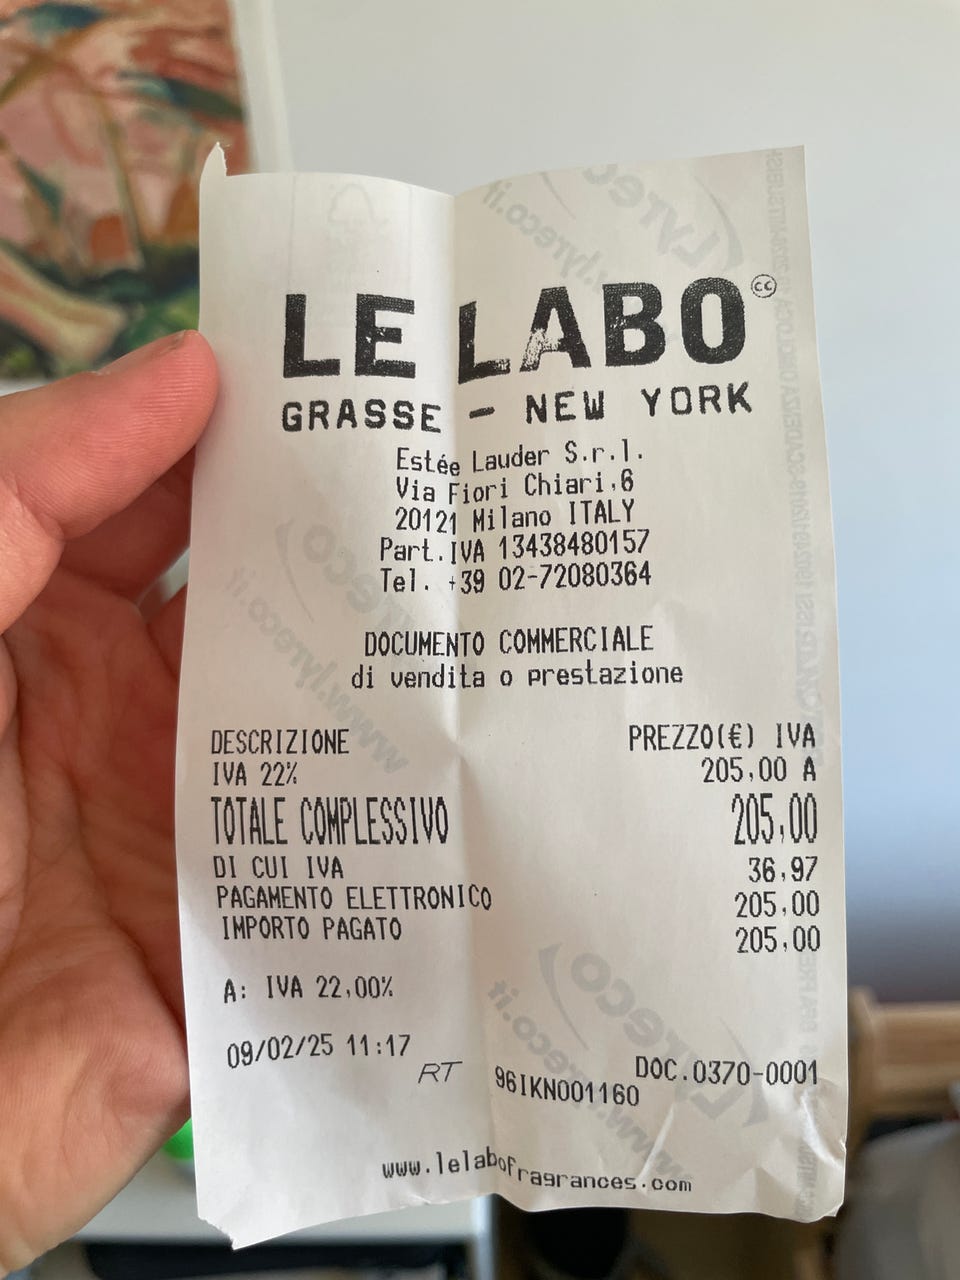 LE LABO
GRASSE - NEW YORK
Estée Lauder S.r.l.
Via Fiori Chiari,6
20121 Milano ITALY
Part.IVA 13438480157
Tel. +39 02-72080364
DOCUMENTO COMMERCIALE
di vendita o prestazione
DESCRIZIONE PREZZO(€) IVA
IVA 22% 205,00 A
TOTALE COMPLESSIVO 205,00
DI CUI IVA 36,97
PAGAMENTO ELETTRONICO 205,00
IMPORTO PAGATO 205,00
A: IVA 22,00%
09/02/25 11:17 DOC.0370-0001
RT 96IKN001160
www.lelabofragrances.com